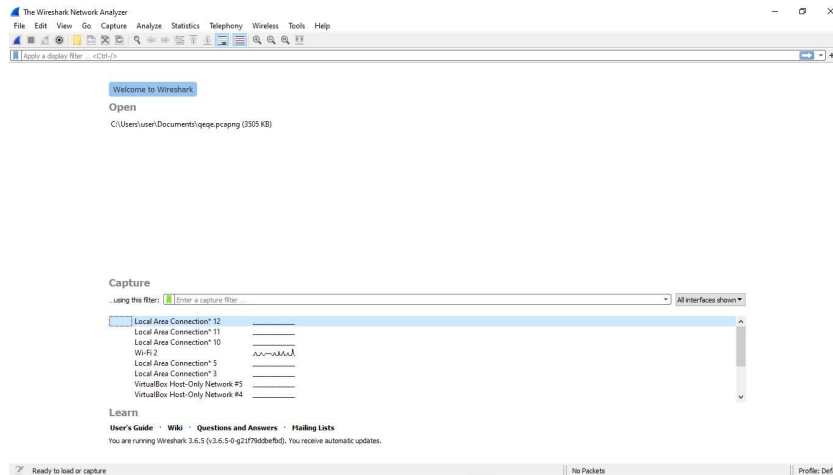 The Wireshark Network Analyzer
File Edit View Go Capture Analyze Statistics Telephony Wireless Tools Help
Apply a display filter ... <Ctrl-/>
Welcome to Wireshark
Open
C:\Users\user\Documents\qeqe.pcapng (3505 KB)
Capture
...using this filter: Enter a capture filter ... All interfaces shown
Local Area Connection* 12
Local Area Connection* 11
Local Area Connection* 10
Wi-Fi 2
Local Area Connection* 5
Local Area Connection* 3
VirtualBox Host-Only Network #5
VirtualBox Host-Only Network #4
Learn
User's Guide · Wiki · Questions and Answers · Mailing Lists
You are running Wireshark 3.6.5 (v3.6.5-0-g21f79ddbefbd). You receive automatic updates.
Ready to load or capture No Packets Profile: Def